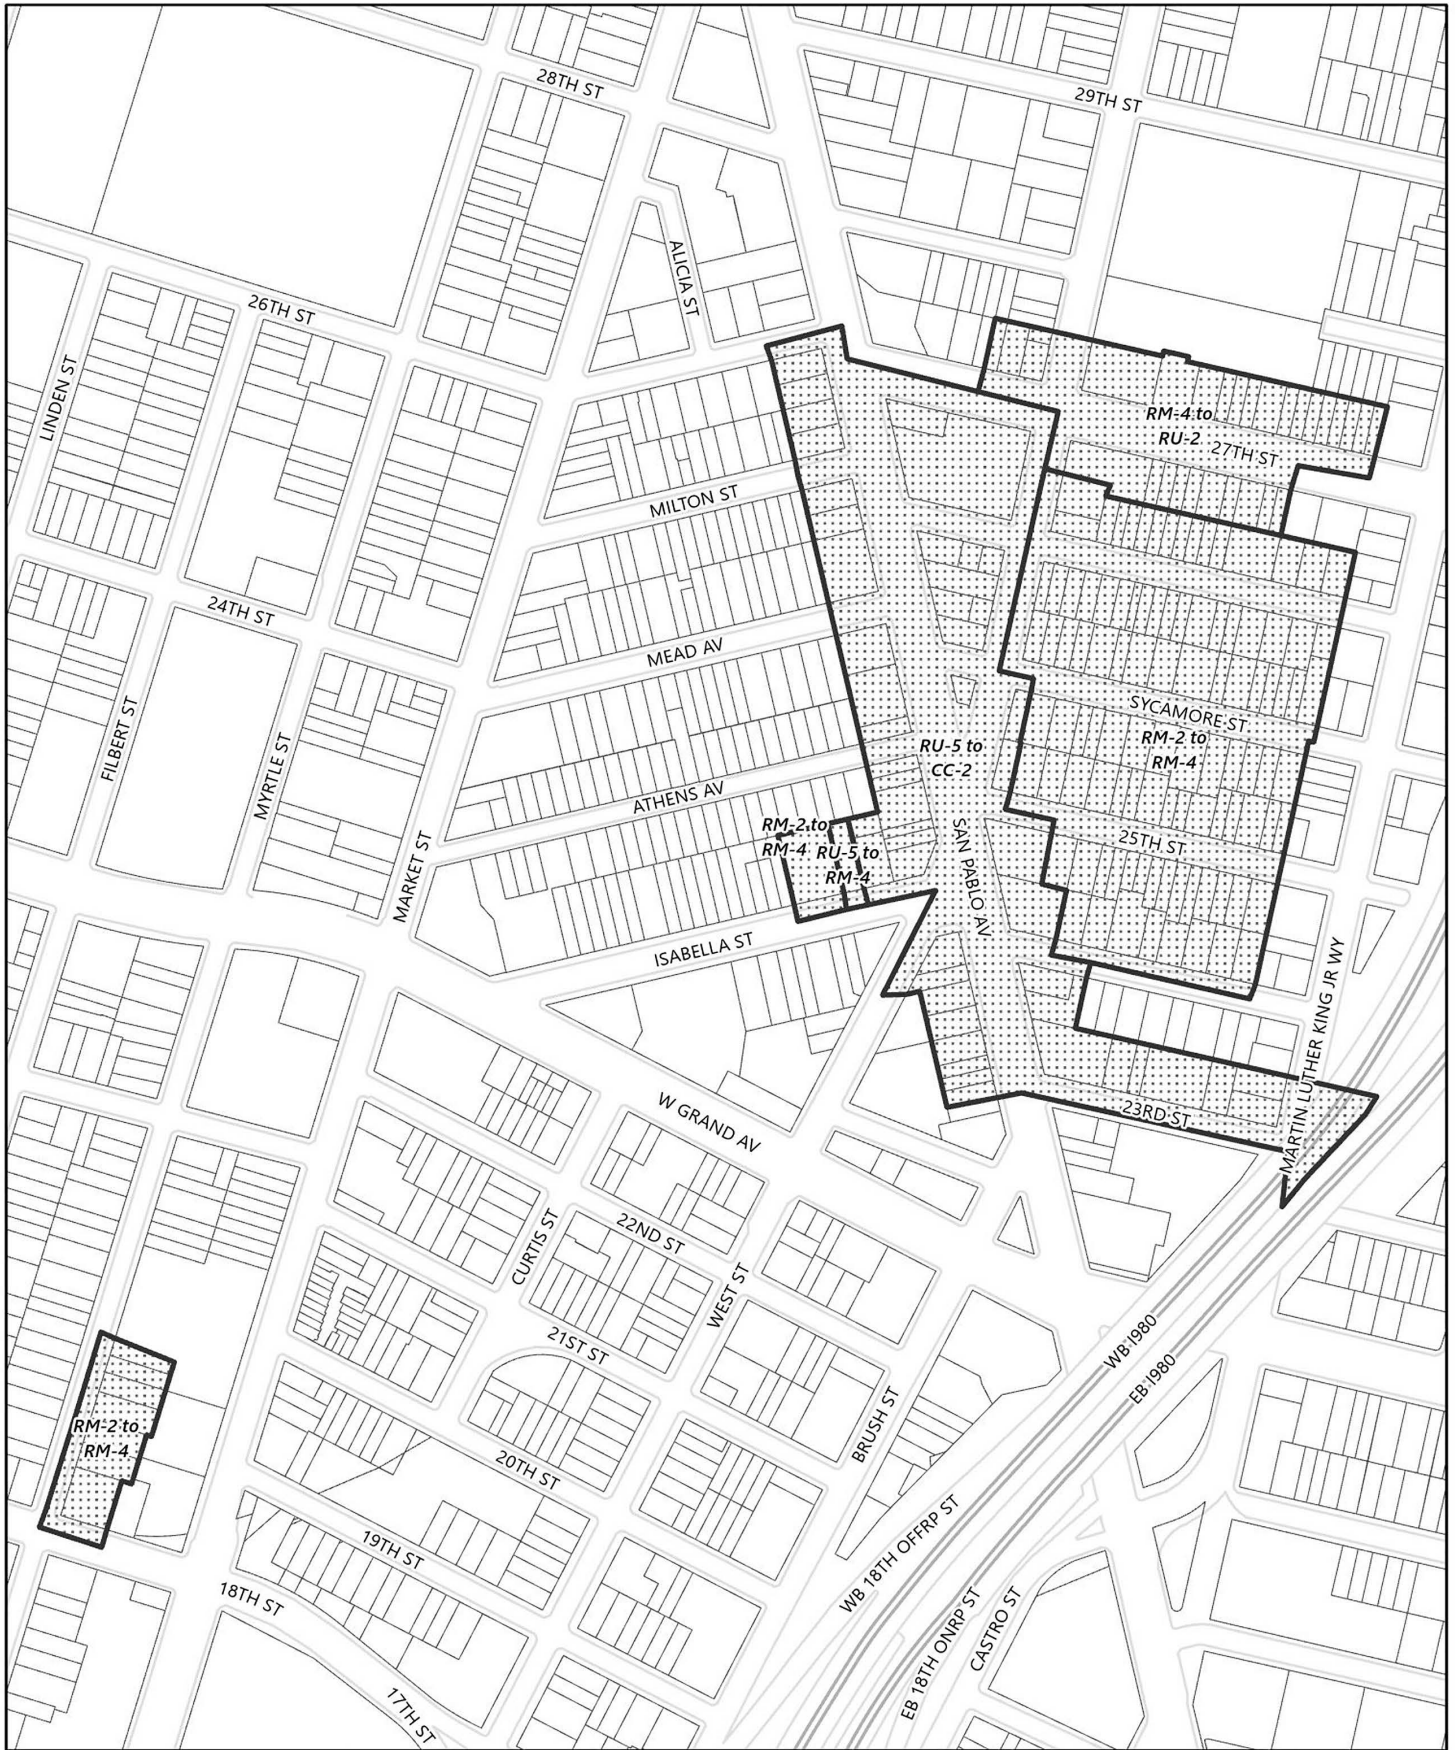 28TH ST
29TH ST
ALICIA ST
26TH ST
LINDEN ST
RM-4 to
RU-2
27TH ST
MILTON ST
24TH ST
MEAD AV
FILBERT ST
MYRTLE ST
SYCAMORE ST
RM-2 to
RM-4
RU-5 to
CC-2
ATHENS AV
MARKET ST
RM-2 to
RM-4
RU-5 to
RM-4
SAN PABLO AV
25TH ST
ISABELLA ST
MARTIN LUTHER KING JR WY
W GRAND AV
23RD ST
CURTIS ST
22ND ST
WEST ST
21ST ST
WB I980
EB I980
BRUSH ST
RM-2 to
RM-4
20TH ST
19TH ST
WB 18TH OFFRP ST
18TH ST
EB 18TH ONRP ST
CASTRO ST
17TH ST